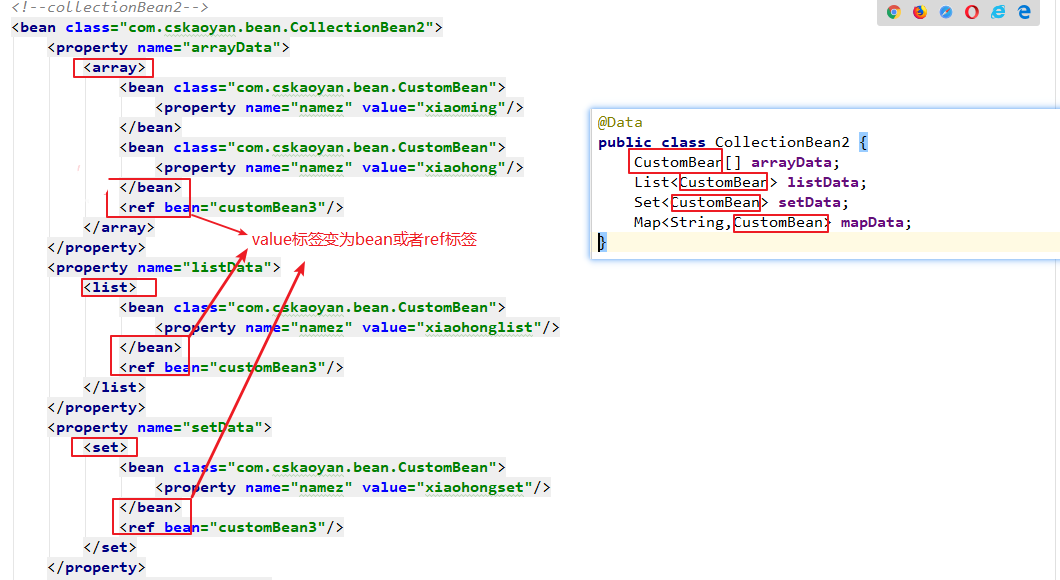 <!--collectionBean2-->
<bean class="com.cskaoyan.bean.CollectionBean2">
<property name="arrayData">
<array>
<bean class="com.cskaoyan.bean.CustomBean">
<property name="namez" value="xiaoming"/>
</bean>
<bean class="com.cskaoyan.bean.CustomBean">
<property name="namez" value="xiaohong"/>
</bean>
<ref bean="customBean3"/>
</array>
</property>
<property name="listData">
<list>
<bean class="com.cskaoyan.bean.CustomBean">
<property name="namez" value="xiaohonglist"/>
</bean>
<ref bean="customBean3"/>
</list>
</property>
<property name="setData">
<set>
<bean class="com.cskaoyan.bean.CustomBean">
<property name="namez" value="xiaohongset"/>
</bean>
<ref bean="customBean3"/>
</set>
</property>
value标签变为bean或者ref标签
@Data
public class CollectionBean2 {
CustomBean[] arrayData;
List<CustomBean> listData;
Set<CustomBean> setData;
Map<String,CustomBean> mapData;
}